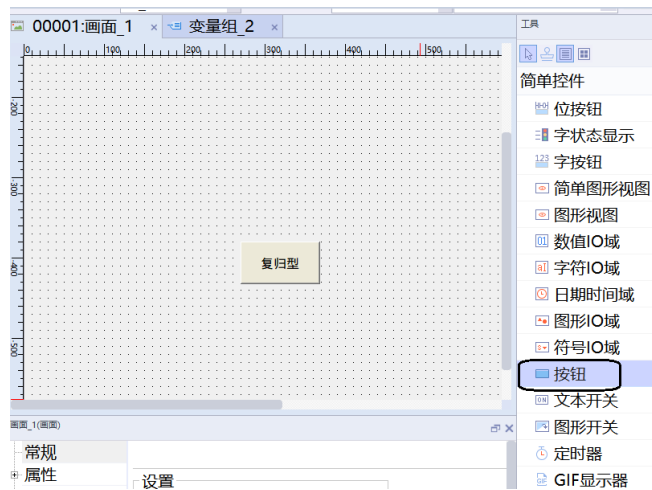 00001:画面_1 × 变量组_2 ×
0 100 200 300 400 500
-200
-300
-400
-500
复归型
画面_1(画面)
常规
属性
设置
工具
简单控件
位按钮
字状态显示
123 字按钮
简单图形视图
图形视图
01 数值IO域
a| 字符IO域
日期时间域
图形IO域
符号IO域
按钮
ON 文本开关
图形开关
定时器
GIF GIF显示器